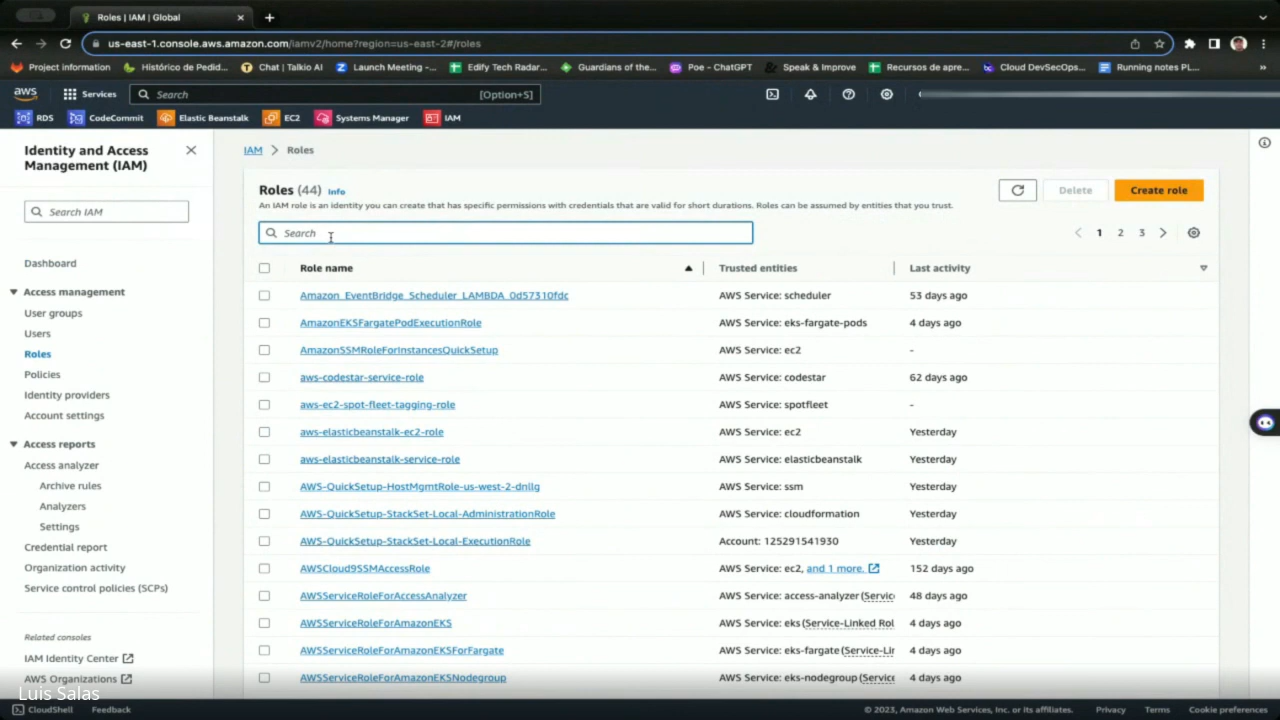 Roles | IAM | Global
us-east-1.console.aws.amazon.com/iamv2/home?region=us-east-2#/roles
Project information
Histórico de Pedid...
Chat | Talkio AI
Launch Meeting -...
Edify Tech Radar...
Guardians of the...
Poe - ChatGPT
Speak & Improve
Recursos de apre...
Cloud DevSecOps...
Running notes PL...
aws
Services
Search
[Option+S]
RDS
CodeCommit
Elastic Beanstalk
EC2
Systems Manager
IAM
Identity and Access
Management (IAM)
Search IAM
Dashboard
Access management
User groups
Users
Roles
Policies
Identity providers
Account settings
Access reports
Access analyzer
Archive rules
Analyzers
Settings
Credential report
Organization activity
Service control policies (SCPs)
Related consoles
IAM Identity Center
AWS Organizations
IAM > Roles
Roles (44) Info
An IAM role is an identity you can create that has specific permissions with credentials that are valid for short durations. Roles can be assumed by entities that you trust.
Delete
Create role
Search
1 2 3
Role name Trusted entities Last activity
Amazon_EventBridge_Scheduler_LAMBDA_0d57310fdc AWS Service: scheduler 53 days ago
AmazonEKSFargatePodExecutionRole AWS Service: eks-fargate-pods 4 days ago
AmazonSSMRoleForInstancesQuickSetup AWS Service: ec2 -
aws-codestar-service-role AWS Service: codestar 62 days ago
aws-ec2-spot-fleet-tagging-role AWS Service: spotfleet -
aws-elasticbeanstalk-ec2-role AWS Service: ec2 Yesterday
aws-elasticbeanstalk-service-role AWS Service: elasticbeanstalk Yesterday
AWS-QuickSetup-HostMgmtRole-us-west-2-dnllg AWS Service: ssm Yesterday
AWS-QuickSetup-StackSet-Local-AdministrationRole AWS Service: cloudformation Yesterday
AWS-QuickSetup-StackSet-Local-ExecutionRole Account: 125291541930 Yesterday
AWSCloud9SSMAccessRole AWS Service: ec2, and 1 more. 152 days ago
AWSServiceRoleForAccessAnalyzer AWS Service: access-analyzer (Servic 48 days ago
AWSServiceRoleForAmazonEKS AWS Service: eks (Service-Linked Rol 4 days ago
AWSServiceRoleForAmazonEKSForFargate AWS Service: eks-fargate (Service-Lir 4 days ago
AWSServiceRoleForAmazonEKSNodegroup AWS Service: eks-nodegroup (Service 4 days ago
Luis Salas
CloudShell
Feedback
© 2023, Amazon Web Services, Inc. or its affiliates.
Privacy
Terms
Cookie preferences